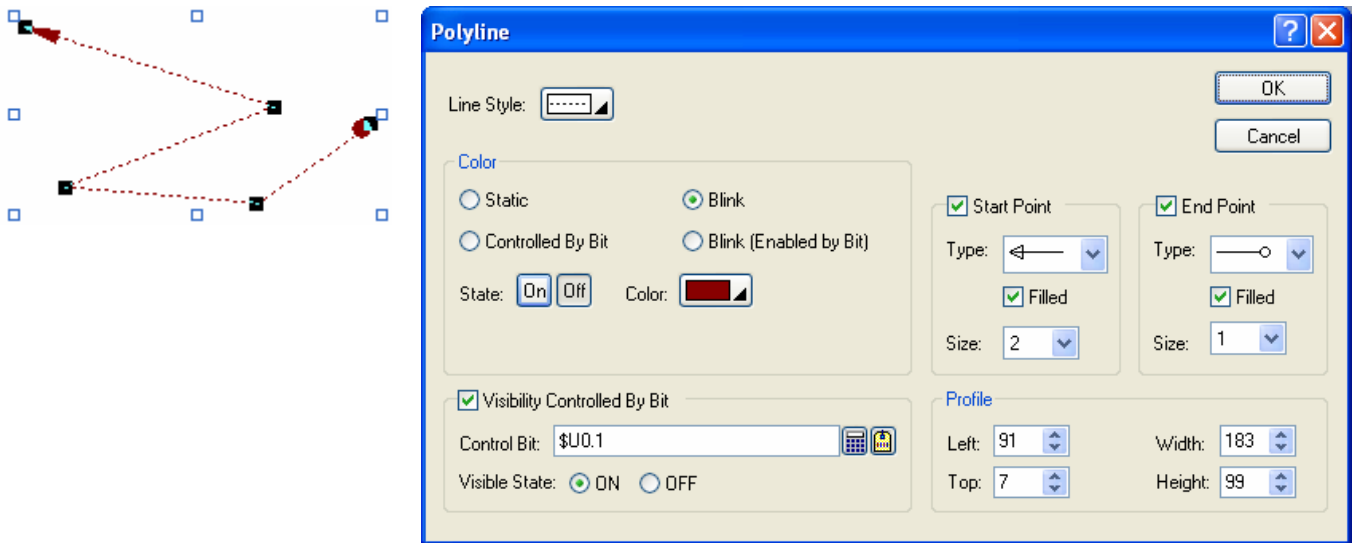 Polyline
Line Style:
OK
Cancel
Color
Static
Blink
Controlled By Bit
Blink (Enabled by Bit)
State: On Off Color:
Start Point
Type:
Filled
Size: 2
End Point
Type:
Filled
Size: 1
Visibility Controlled By Bit
Control Bit: $U0.1
Visible State: ON OFF
Profile
Left: 91 Width: 183
Top: 7 Height: 99